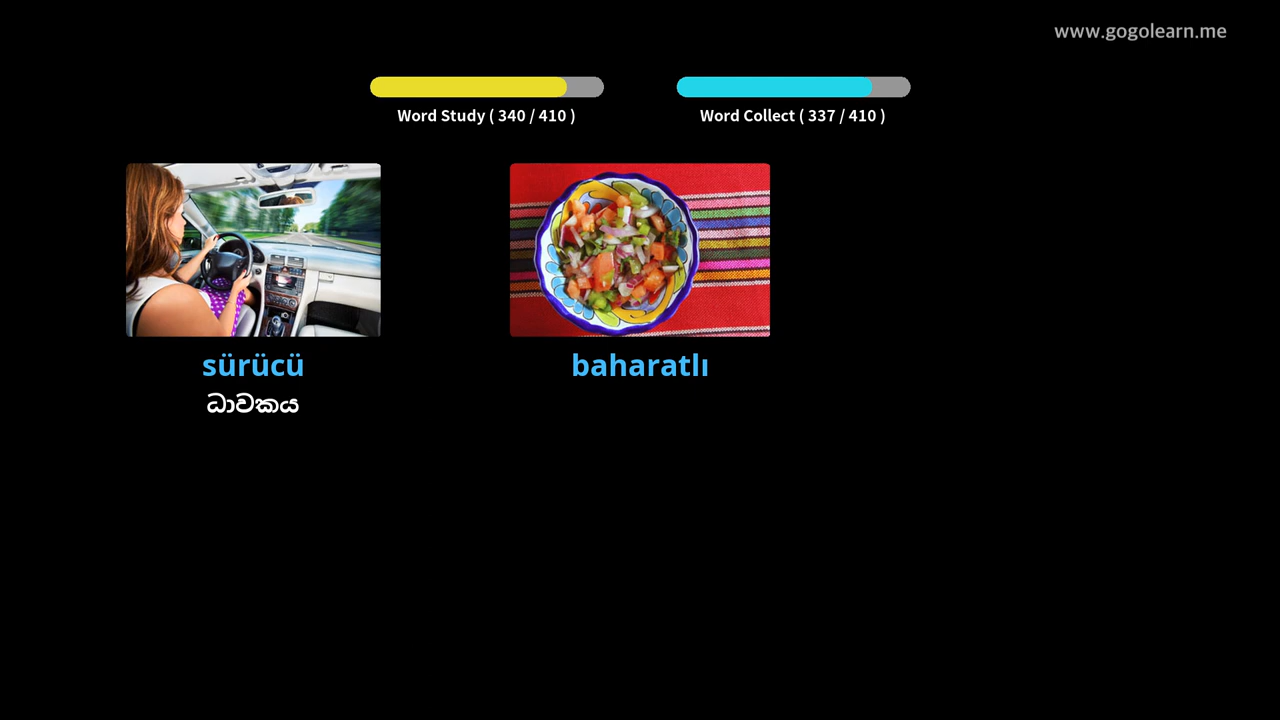 www.gogolearn.me
Word Study ( 340 / 410 )
Word Collect ( 337 / 410 )
sürücü
ධාවකය
baharatlı